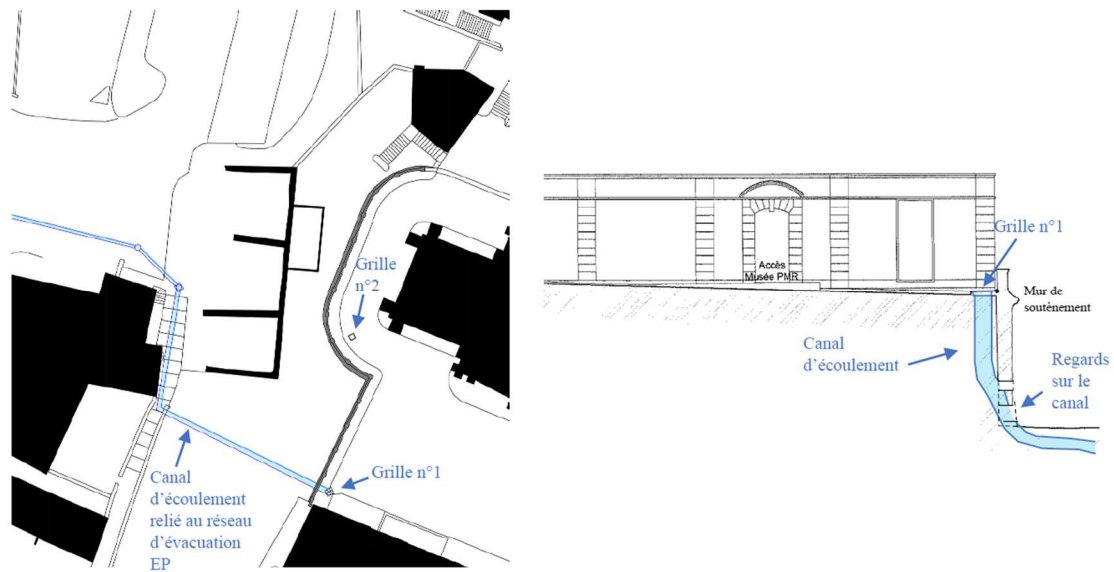 Grille
n°2
Grille n°1
Canal
d’écoulement
relié au réseau
d’évacuation
EP
Grille n°1
Accès
Musée PMR
Mur de
soutènement
Canal
d’écoulement
Regards
sur le
canal